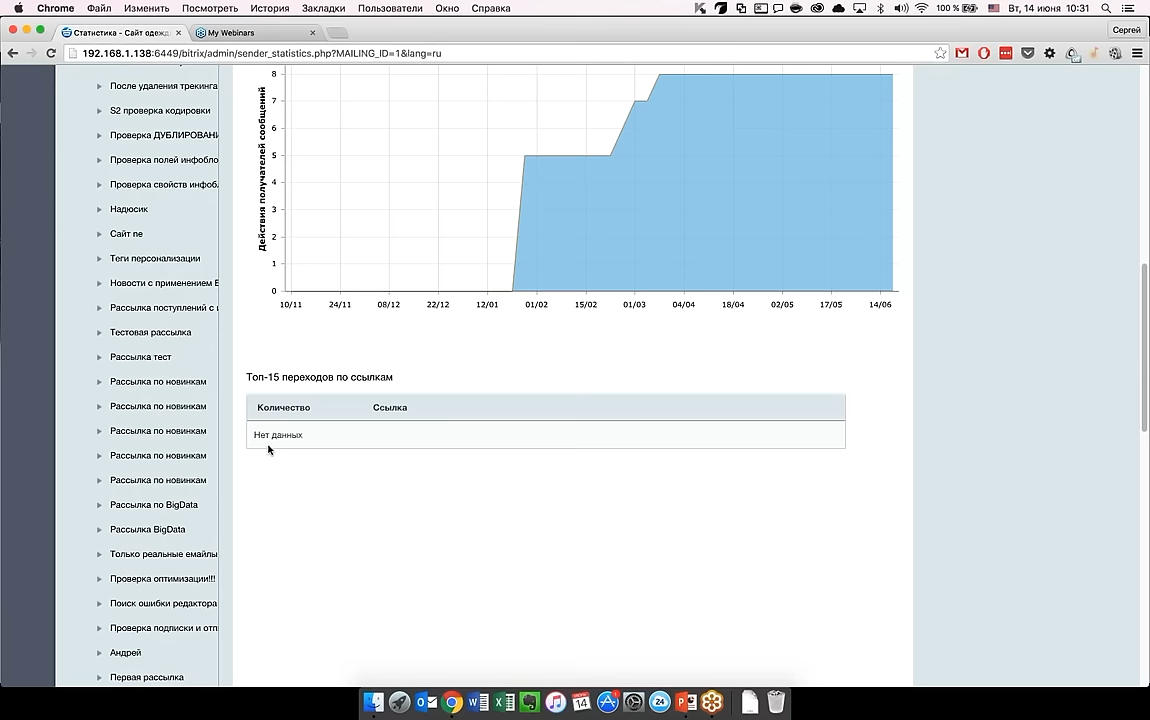 Chrome Файл Изменить Посмотреть История Закладки Пользователи Окно Справка 100 % Вт, 14 июня 10:31
Статистика - Сайт одежд × My Webinars × Сергей
192.168.1.138:6449/bitrix/admin/sender_statistics.php?MAILING_ID=1&lang=ru
После удаления трекинга
S2 проверка кодировки
Проверка ДУБЛИРОВАНИ
Проверка полей инфобло
Проверка свойств инфобл
Надюсик
Сайт ne
Теги персонализации
Новости с применением E
Рассылка поступлений с и
Тестовая рассылка
Рассылка тест
Рассылка по новинкам
Рассылка по новинкам
Рассылка по новинкам
Рассылка по новинкам
Рассылка по новинкам
Рассылка по BigData
Рассылка BigData
Только реальные емайлы
Проверка оптимизации!!!
Поиск ошибки редактора
Проверка подписки и отп
Андрей
Первая рассылка
Действия получателей сообщений
8
7
6
5
4
3
2
1
0
10/11 24/11 08/12 22/12 12/01 01/02 15/02 01/03 04/04 18/04 02/05 17/05 14/06
Топ-15 переходов по ссылкам
Количество Ссылка
Нет данных
14 24